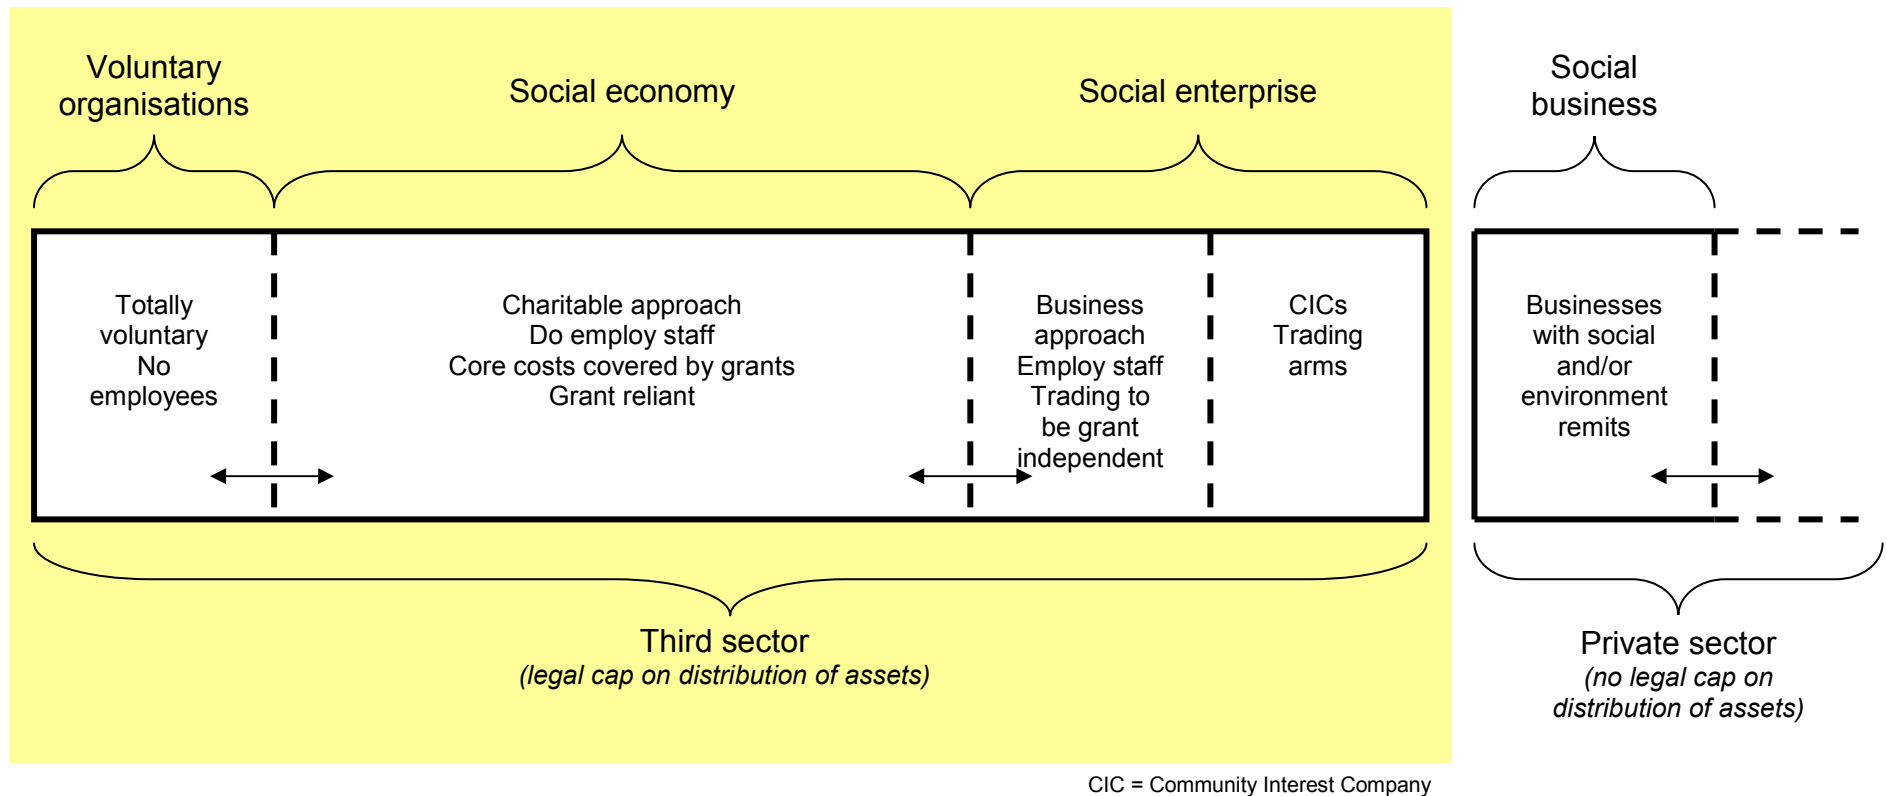 Voluntary
organisations
Social economy
Social enterprise
Social
business
Totally
voluntary
No
employees
Charitable approach
Do employ staff
Core costs covered by grants
Grant reliant
Business
approach
Employ staff
Trading to
be grant
independent
CICs
Trading
arms
Businesses
with social
and/or
environment
remits
Third sector
(legal cap on distribution of assets)
Private sector
(no legal cap on
distribution of assets)
CIC = Community Interest Company